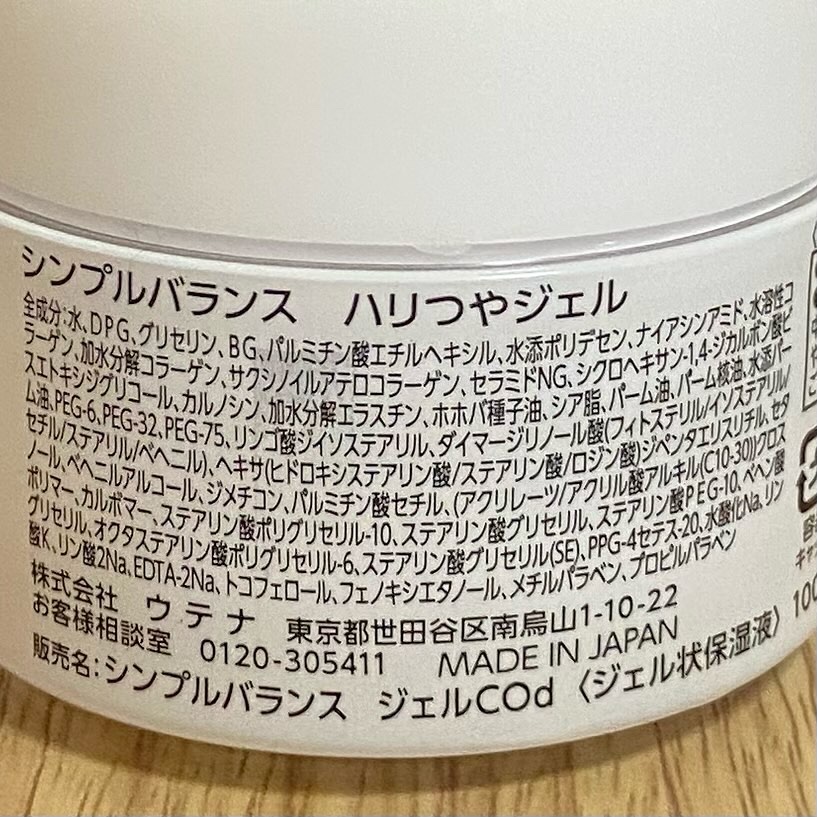 シンプルバランス ハリつやジェル
全成分:水、DPG、グリセリン、BG、パルミチン酸エチルヘキシル、水添ポリデセン、ナイアシンアミド、水溶性コ
ラーゲン、加水分解コラーゲン、サクシノイルアテロコラーゲン、セラミドNG、シクロヘキサン-1,4-ジカルボン酸ビ
スエトキシジグリコール、カルノシン、加水分解エラスチン、ホホバ種子油、シア脂、パーム油、パーム核油、水添パー
ム油、PEG-6、PEG-32、PEG-75、リンゴ酸ジイソステアリル、ダイマージリノール酸(フィトステリル/イソステアリル/
セチル/ステアリル/ベヘニル)、ヘキサ(ヒドロキシステアリン酸/ステアリン酸/ロジン酸)ジペンタエリスリチル、セタ
ノール、ベヘニルアルコール、ジメチコン、パルミチン酸セチル、(アクリレーツ/アクリル酸アルキル(C10-30))クロス
ポリマー、カルボマー、ステアリン酸ポリグリセリル-10、ステアリン酸グリセリル、ステアリン酸PEG-10、ベヘン酸
グリセリル、オクタステアリン酸ポリグリセリル-6、ステアリン酸グリセリル(SE)、PPG-4セテス-20、水酸化Na、リン
酸K、リン酸2Na、EDTA-2Na、トコフェロール、フェノキシエタノール、メチルパラベン、プロピルパラベン
株式会社 ウテナ 東京都世田谷区南烏山1-10-22
お客様相談室 0120-305411 MADE IN JAPAN
販売名:シンプルバランス ジェルCOd 〈ジェル状保湿液〉 100